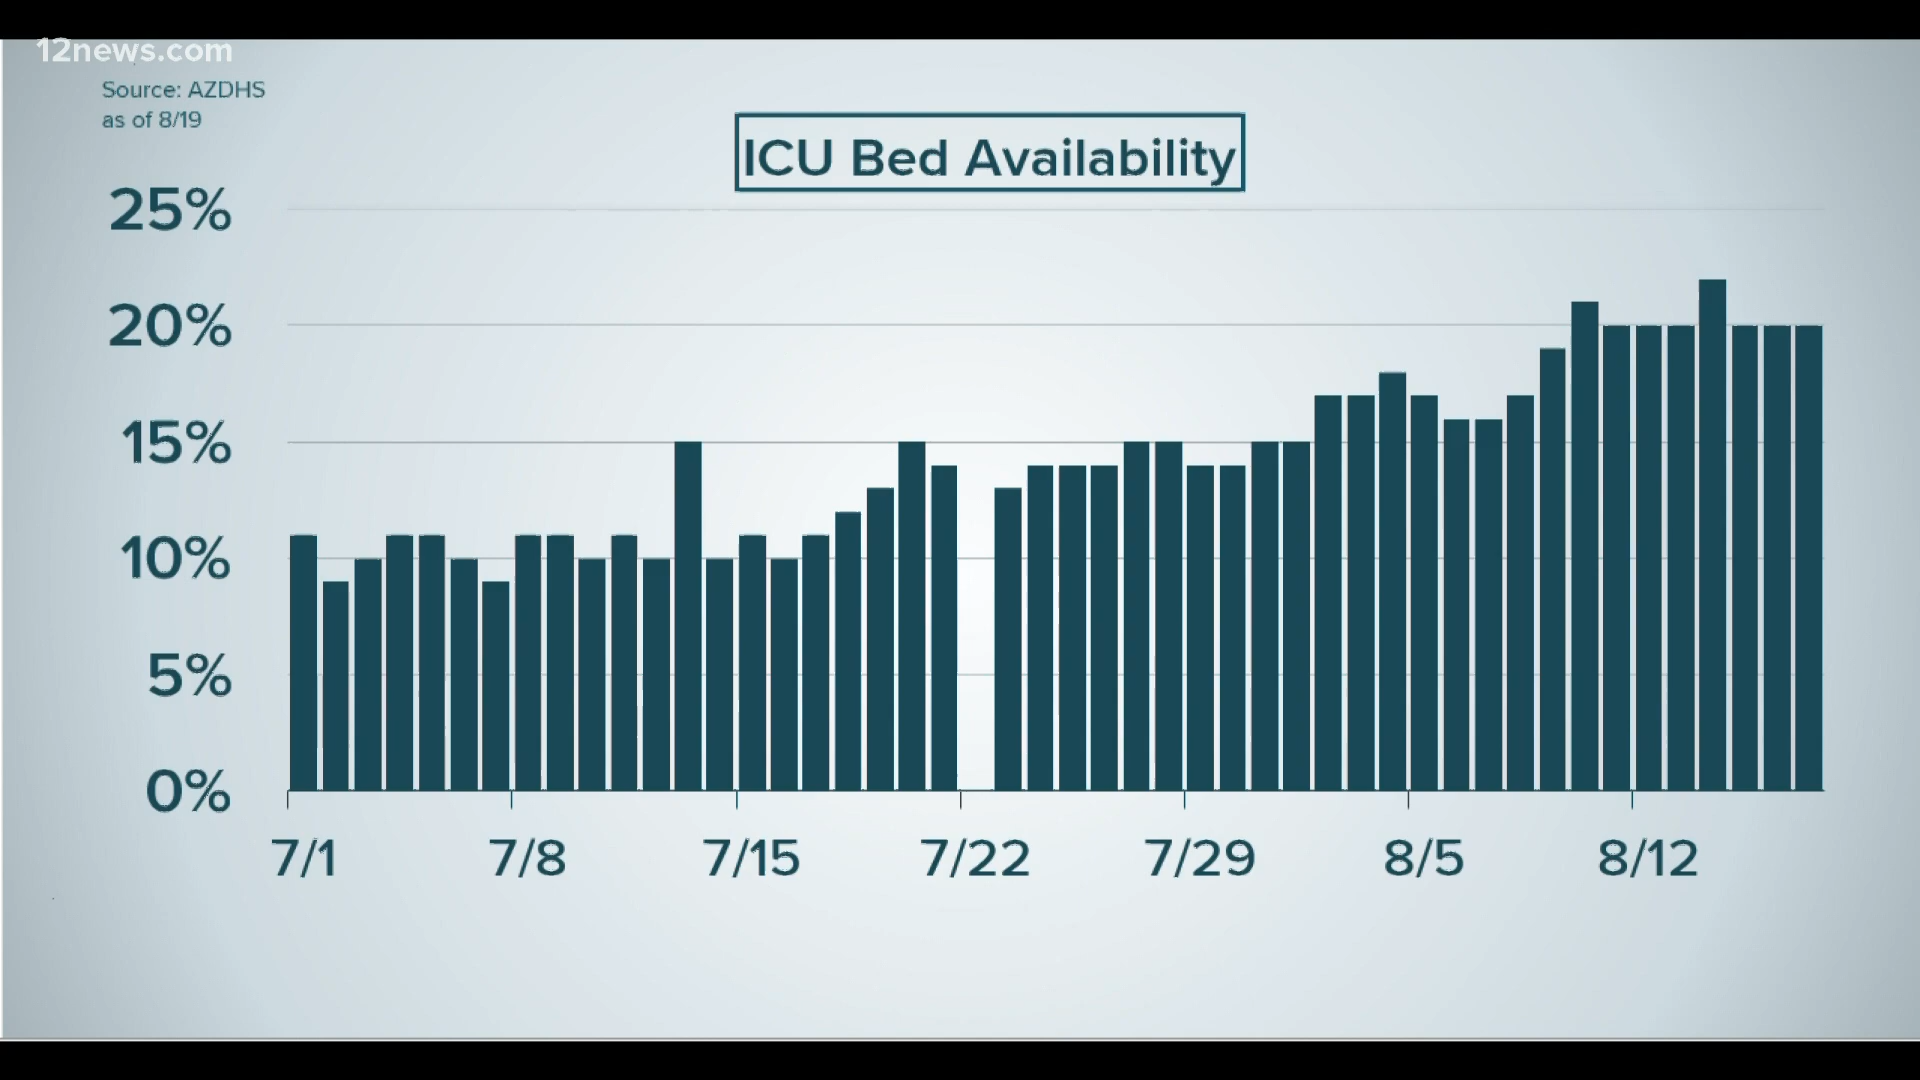 12news.com
Source: AZDHS
as of 8/19
ICU Bed Availability
25%
20%
15%
10%
5%
0%
7/1 7/8 7/15 7/22 7/29 8/5 8/12